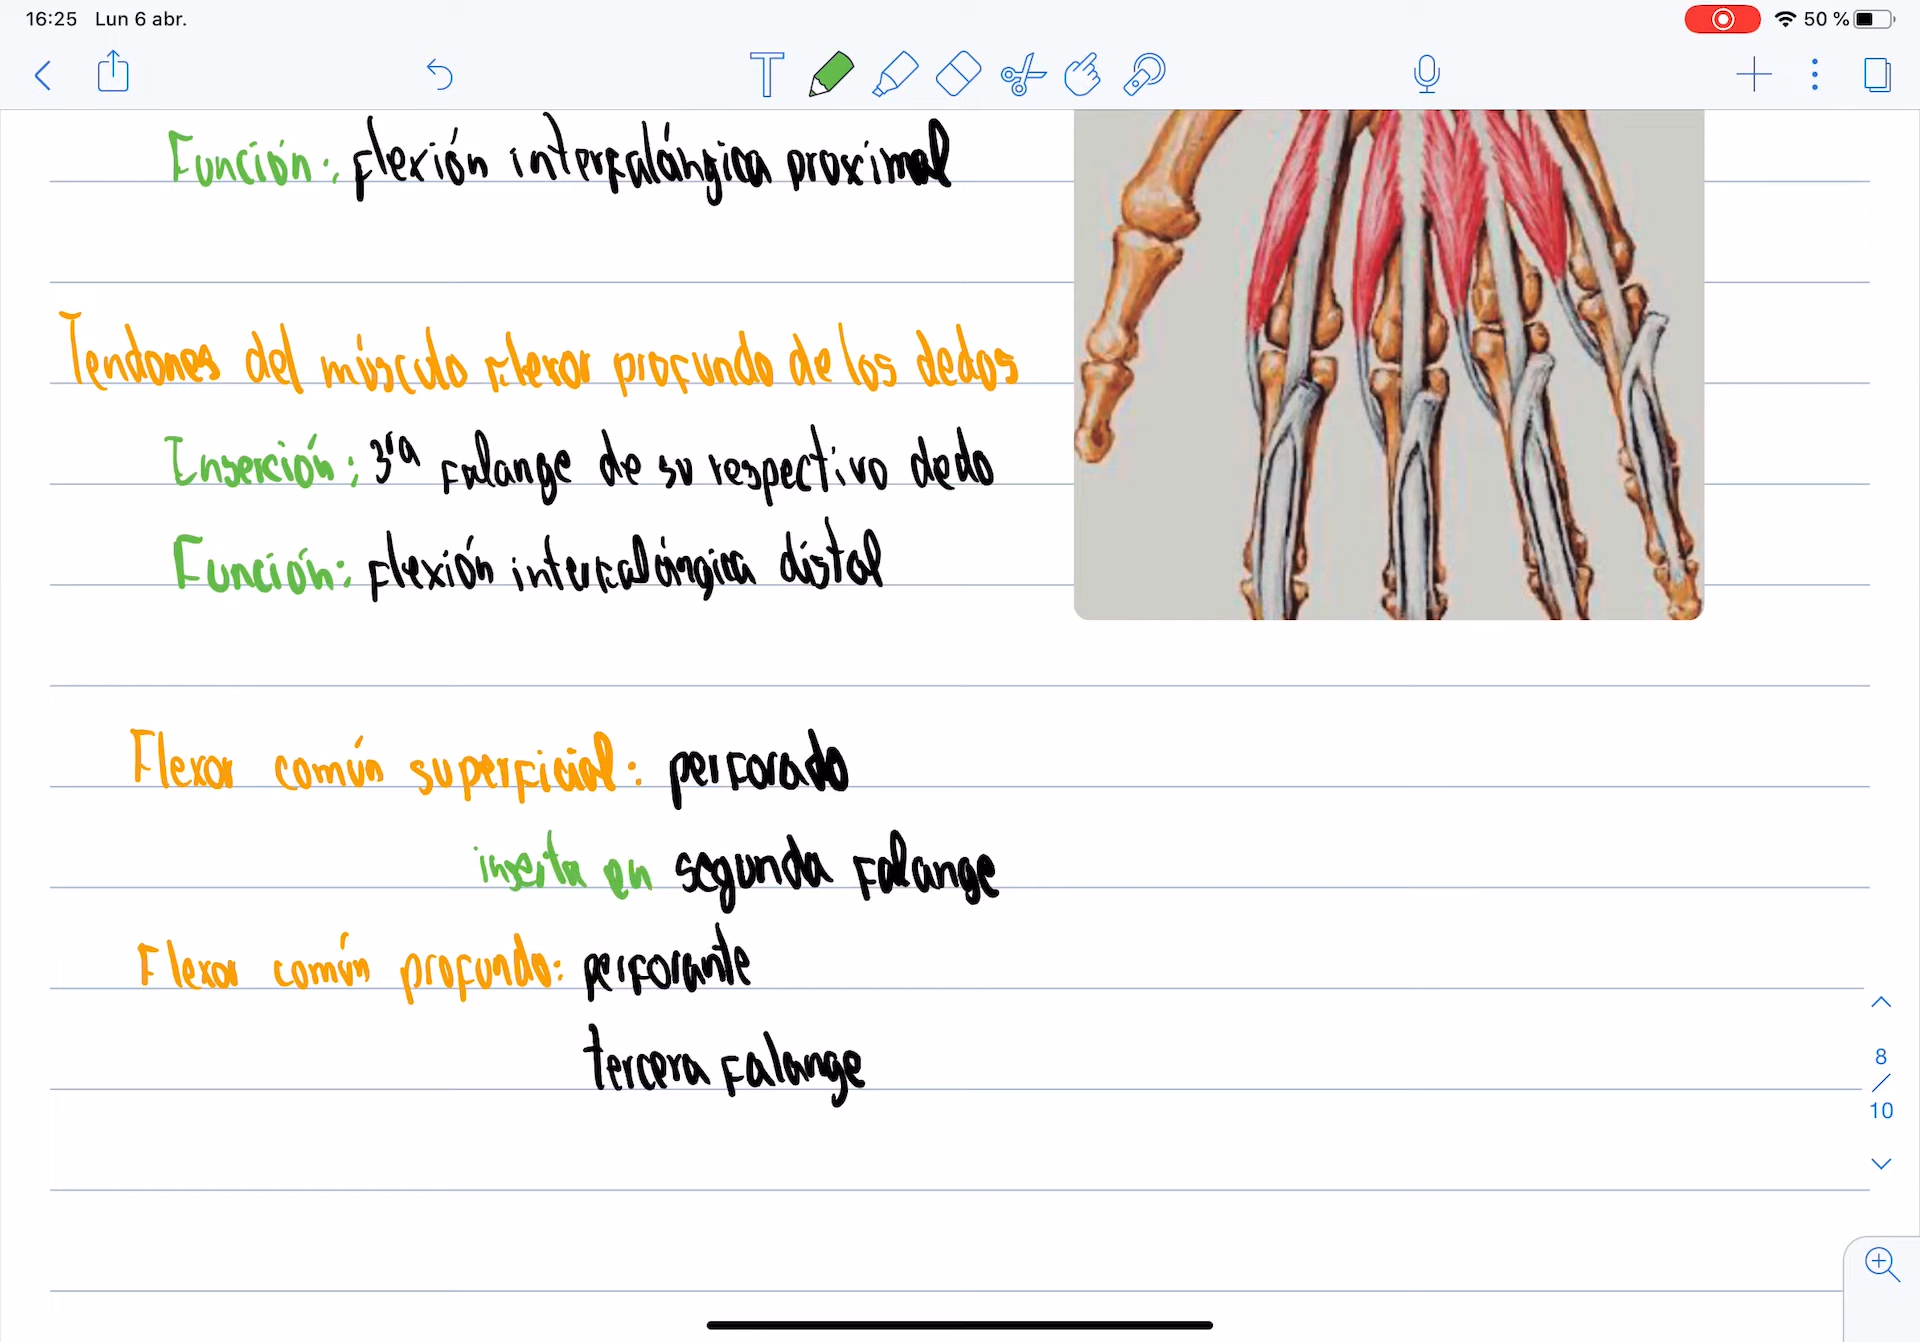 16:25 Lun 6 abr.
50 %
Función: Flexión interfalángica proximal
Tendones del músculo flexor profundo de los dedos
Inserción: 3ra falange de su respectivo dedo
Función: flexión interfalángica distal
Flexor común superficial: perforado
inserta en segunda falange
Flexor común profundo: perforante
tercera falange
8
/
10